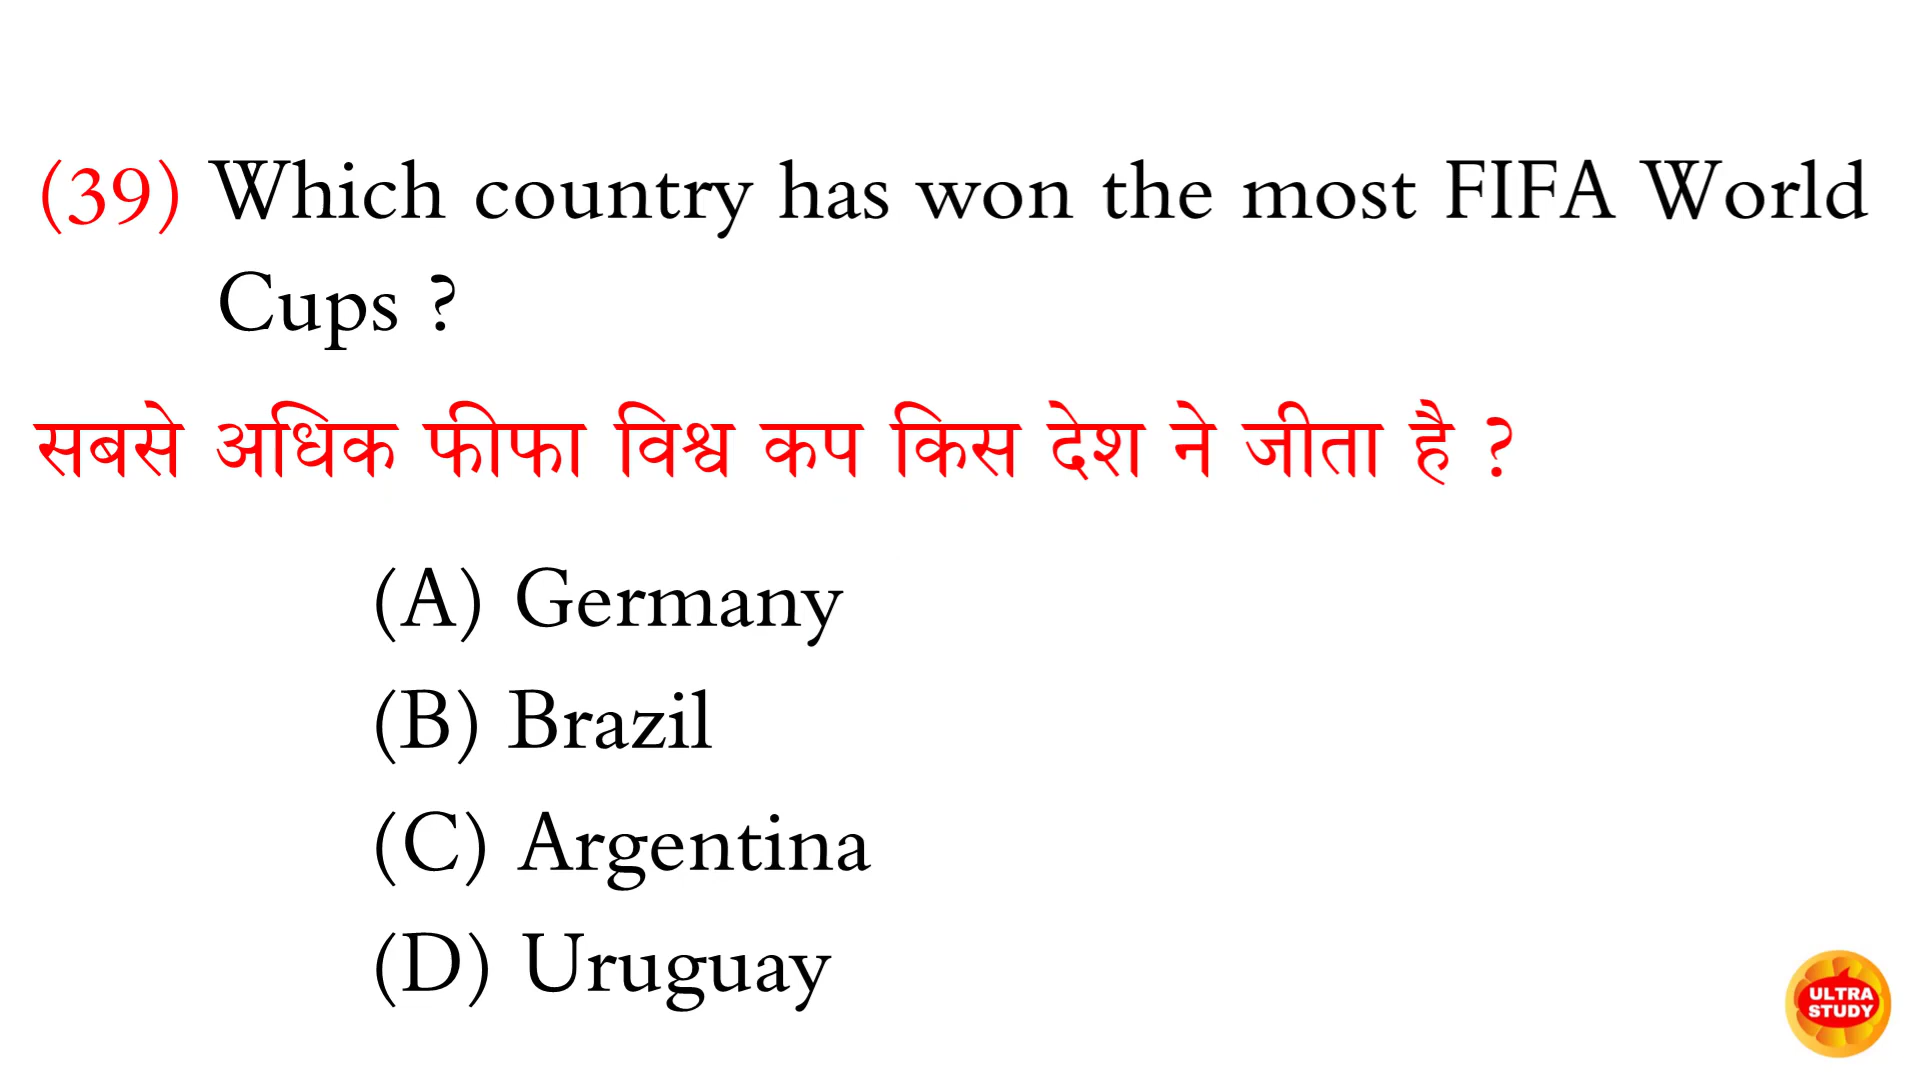 (39) Which country has won the most FIFA World
Cups ?
सबसे अधिक फीफा विश्व कप किस देश ने जीता है ?
(A) Germany
(B) Brazil
(C) Argentina
(D) Uruguay
ULTRA
STUDY